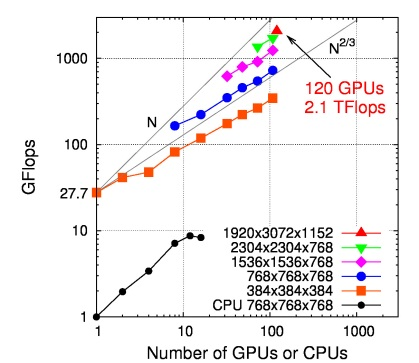 1000
100
27.7
10
1
GFlops
N
N^2/3
120 GPUs
2.1 TFlops
1920x3072x1152
2304x2304x768
1536x1536x768
768x768x768
384x384x384
CPU 768x768x768
1 10 100 1000
Number of GPUs or CPUs